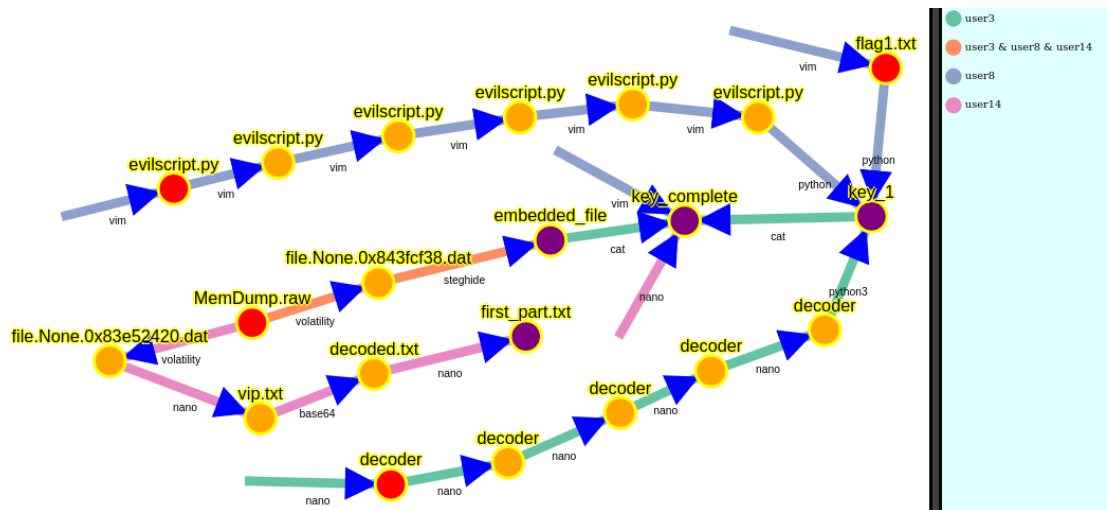 flag1.txt
vim
evilscript.py
evilscript.py
vim
evilscript.py
vim
evilscript.py
vim
evilscript.py
vim
python
evilscript.py
vim
python
key_1
vim
vim
key_complete
embedded_file
cat
cat
file.None.0x843fcf38.dat
steghide
nano
python3
MemDump.raw
volatility
first_part.txt
decoder
file.None.0x83e52420.dat
volatility
decoded.txt
nano
decoder
nano
vip.txt
nano
base64
decoder
nano
decoder
nano
decoder
nano
nano
user3
user3 & user8 & user14
user8
user14